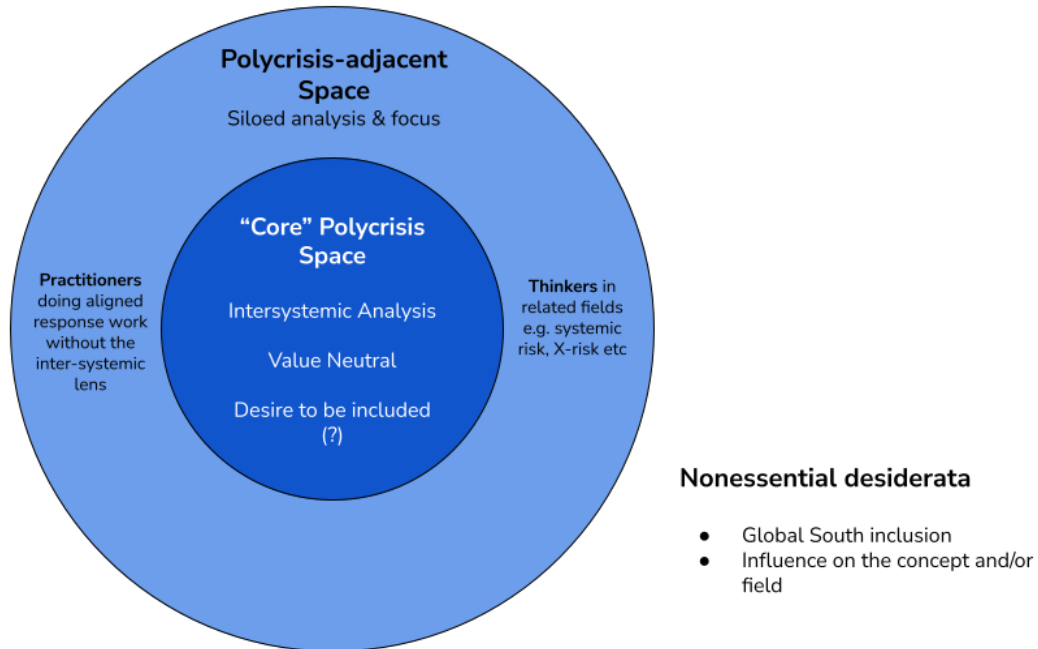 Polycrisis-adjacent
Space
Siloed analysis & focus
“Core” Polycrisis
Space
Intersystemic Analysis
Value Neutral
Desire to be included
(?)
Practitioners
doing aligned
response work
without the
inter-systemic
lens
Thinkers in
related fields
e.g. systemic
risk, X-risk etc
Nonessential desiderata
● Global South inclusion
● Influence on the concept and/or
field